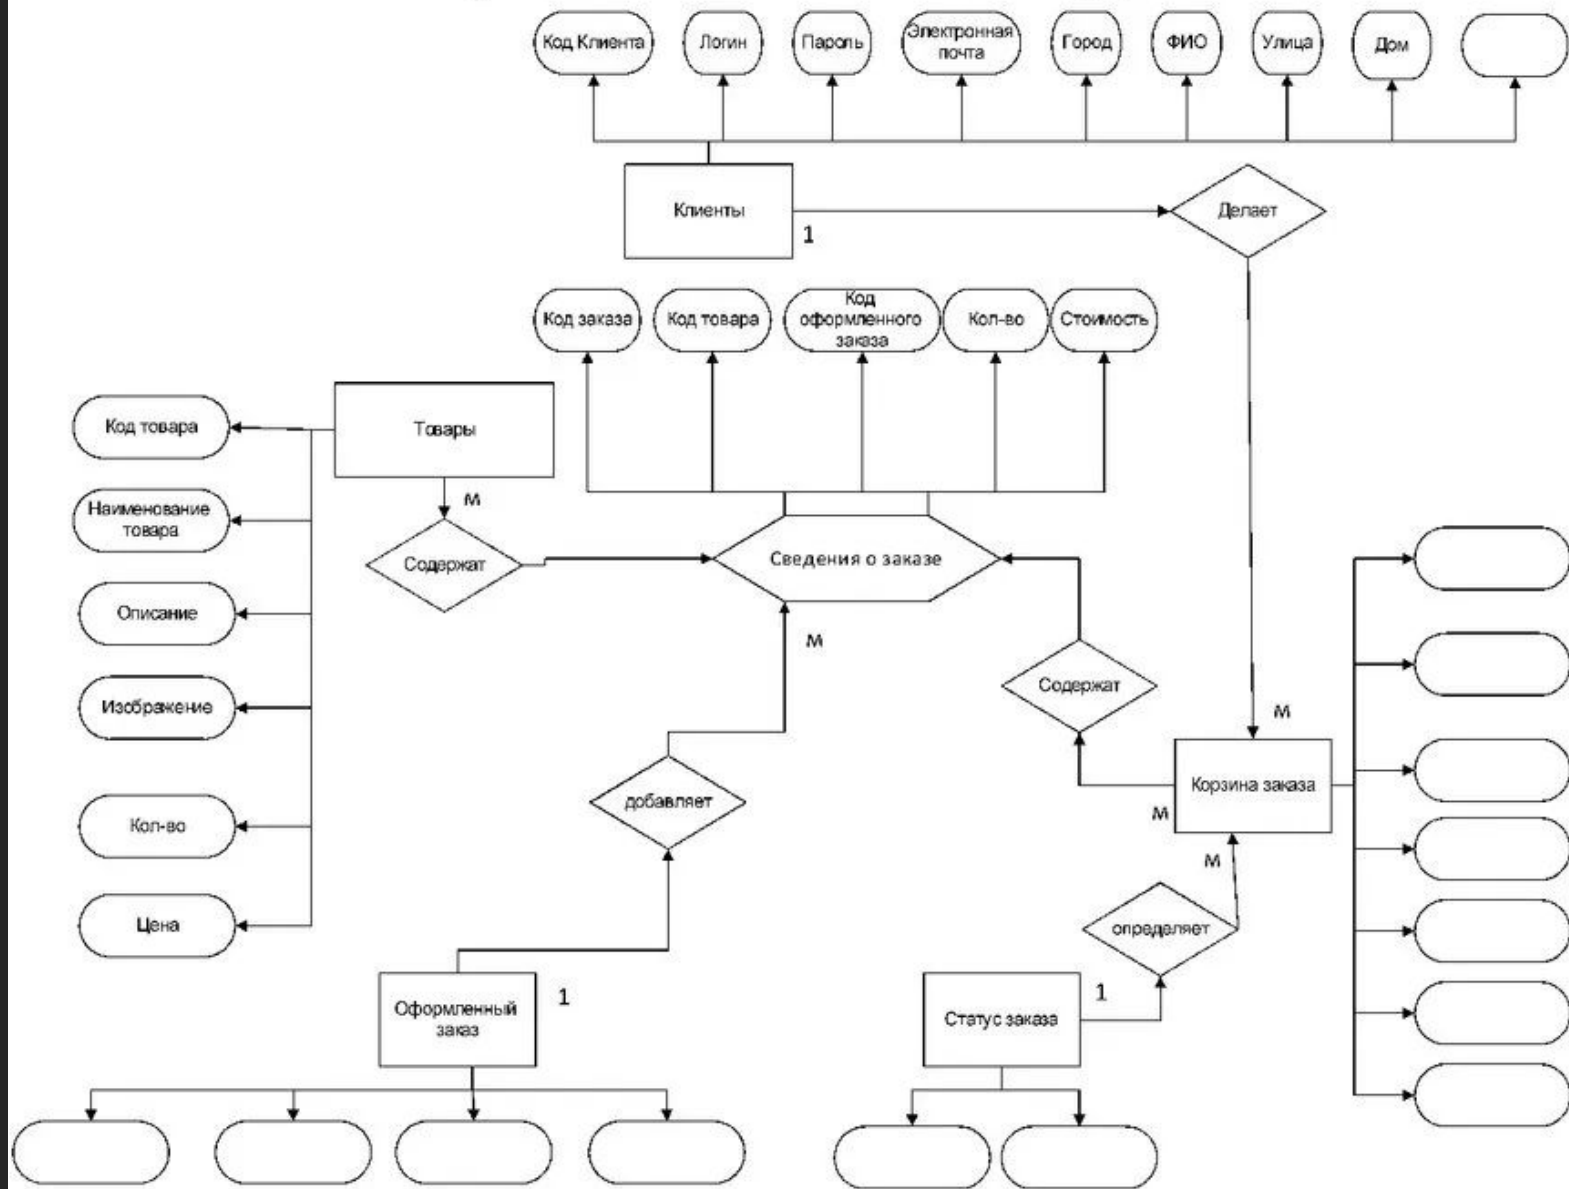 Код Клиента
Логин
Пароль
Электронная
почта
Город
ФИО
Улица
Дом
Клиенты
1
Делает
Код заказа
Код товара
Код
оформленного
заказа
Кол-во
Стоимость
Код товара
Товары
М
Наименование
товара
Содержат
Сведения о заказе
Описание
М
Изображение
Содержат
М
добавляет
Корзина заказа
М
Кол-во
М
Цена
определяет
Оформленный
заказ
1
Статус заказа
1